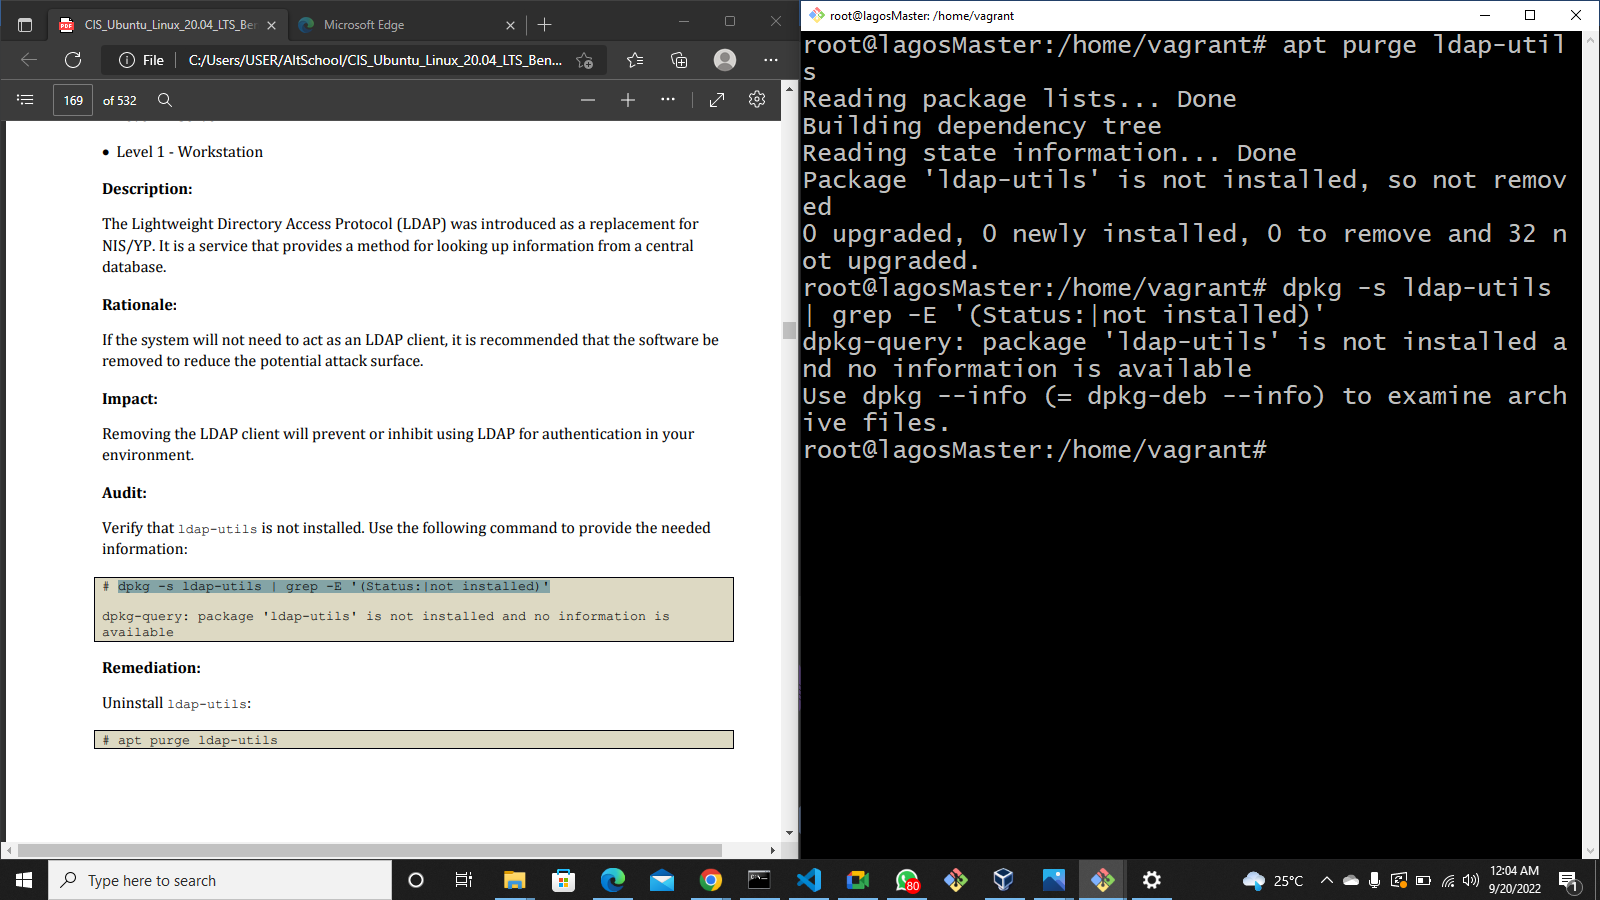 CIS_Ubuntu_Linux_20.04_LTS_Ber
Microsoft Edge
File
C:/Users/USER/AltSchool/CIS_Ubuntu_Linux_20.04_LTS_Ben...
169
of 532
• Level 1 - Workstation
Description:
The Lightweight Directory Access Protocol (LDAP) was introduced as a replacement for
NIS/YP. It is a service that provides a method for looking up information from a central
database.
Rationale:
If the system will not need to act as an LDAP client, it is recommended that the software be
removed to reduce the potential attack surface.
Impact:
Removing the LDAP client will prevent or inhibit using LDAP for authentication in your
environment.
Audit:
Verify that ldap-utils is not installed. Use the following command to provide the needed
information:
# dpkg -s ldap-utils | grep -E '(Status:|not installed)'
dpkg-query: package 'ldap-utils' is not installed and no information is
available
Remediation:
Uninstall ldap-utils:
# apt purge ldap-utils
root@lagosMaster: /home/vagrant
root@lagosMaster:/home/vagrant# apt purge ldap-util
s
Reading package lists... Done
Building dependency tree
Reading state information... Done
Package 'ldap-utils' is not installed, so not remov
ed
0 upgraded, 0 newly installed, 0 to remove and 32 n
ot upgraded.
root@lagosMaster:/home/vagrant# dpkg -s ldap-utils
| grep -E '(Status:|not installed)'
dpkg-query: package 'ldap-utils' is not installed a
nd no information is available
Use dpkg --info (= dpkg-deb --info) to examine arch
ive files.
root@lagosMaster:/home/vagrant#
Type here to search
80
25°C
12:04 AM
9/20/2022
1